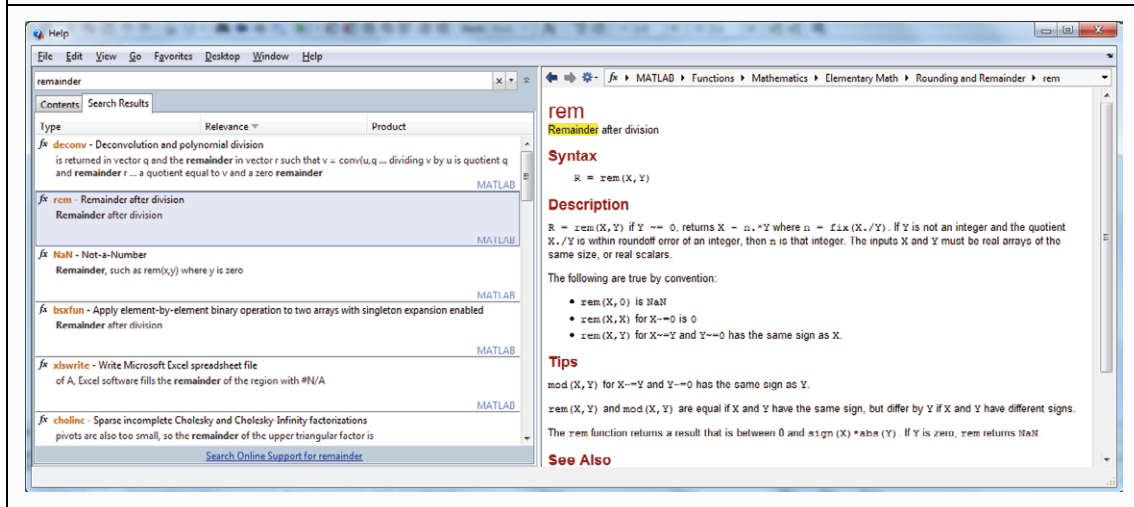 Help
File Edit View Go Favorites Desktop Window Help
remainder
Contents Search Results
Type Relevance Product
fx deconv - Deconvolution and polynomial division
is returned in vector q and the remainder in vector r such that v = conv(u,q ... dividing v by u is quotient q
and remainder r ... a quotient equal to v and a zero remainder
MATLAB
fx rem - Remainder after division
Remainder after division
MATLAB
fx NaN - Not-a-Number
Remainder, such as rem(x,y) where y is zero
MATLAB
fx bsxfun - Apply element-by-element binary operation to two arrays with singleton expansion enabled
Remainder after division
MATLAB
fx xlswrite - Write Microsoft Excel spreadsheet file
of A, Excel software fills the remainder of the region with #N/A
MATLAB
fx cholinc - Sparse incomplete Cholesky and Cholesky-Infinity factorizations
pivots are also too small, so the remainder of the upper triangular factor is
Search Online Support for remainder
fx MATLAB Functions Mathematics Elementary Math Rounding and Remainder rem
rem
Remainder after division
Syntax
R = rem(X,Y)
Description
R = rem(X,Y) if Y ~= 0, returns X - n.*Y where n = fix(X./Y). If Y is not an integer and the quotient
X./Y is within roundoff error of an integer, then n is that integer. The inputs X and Y must be real arrays of the
same size, or real scalars.
The following are true by convention:
• rem(X,0) is NaN
• rem(X,X) for X~=0 is 0
• rem(X,Y) for X~=Y and Y~=0 has the same sign as X.
Tips
mod(X,Y) for X~=Y and Y~=0 has the same sign as Y.
rem(X,Y) and mod(X,Y) are equal if X and Y have the same sign, but differ by Y if X and Y have different signs.
The rem function returns a result that is between 0 and sign(X)*abs(Y). If Y is zero, rem returns NaN.
See Also